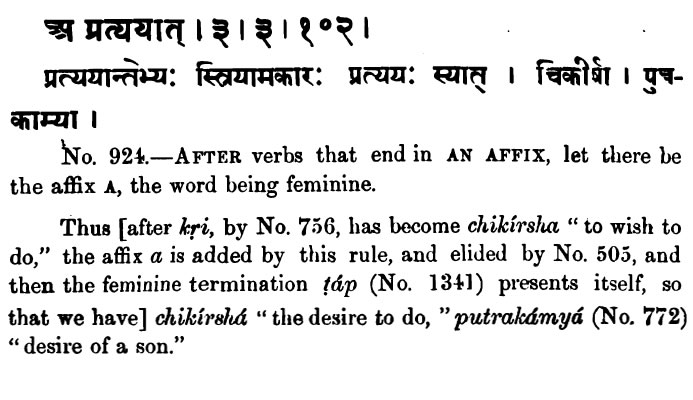 अ प्रत्ययात् । ३ । ३ । १०२ ।
प्रत्ययान्तेभ्यः स्त्रियामकारः प्रत्ययः स्यात् । चिकीर्षा । पुत्र-
काम्या ।
No. 924.—AFTER verbs that end in AN AFFIX, let there be
the affix A, the word being feminine.
Thus [after kṛi, by No. 756, has become chikírsha “to wish to
do,” the affix a is added by this rule, and elided by No. 505, and
then the feminine termination ṭáp (No. 1341) presents itself, so
that we have] chikírshá “the desire to do, ” putrakámyá (No. 772)
“desire of a son.”